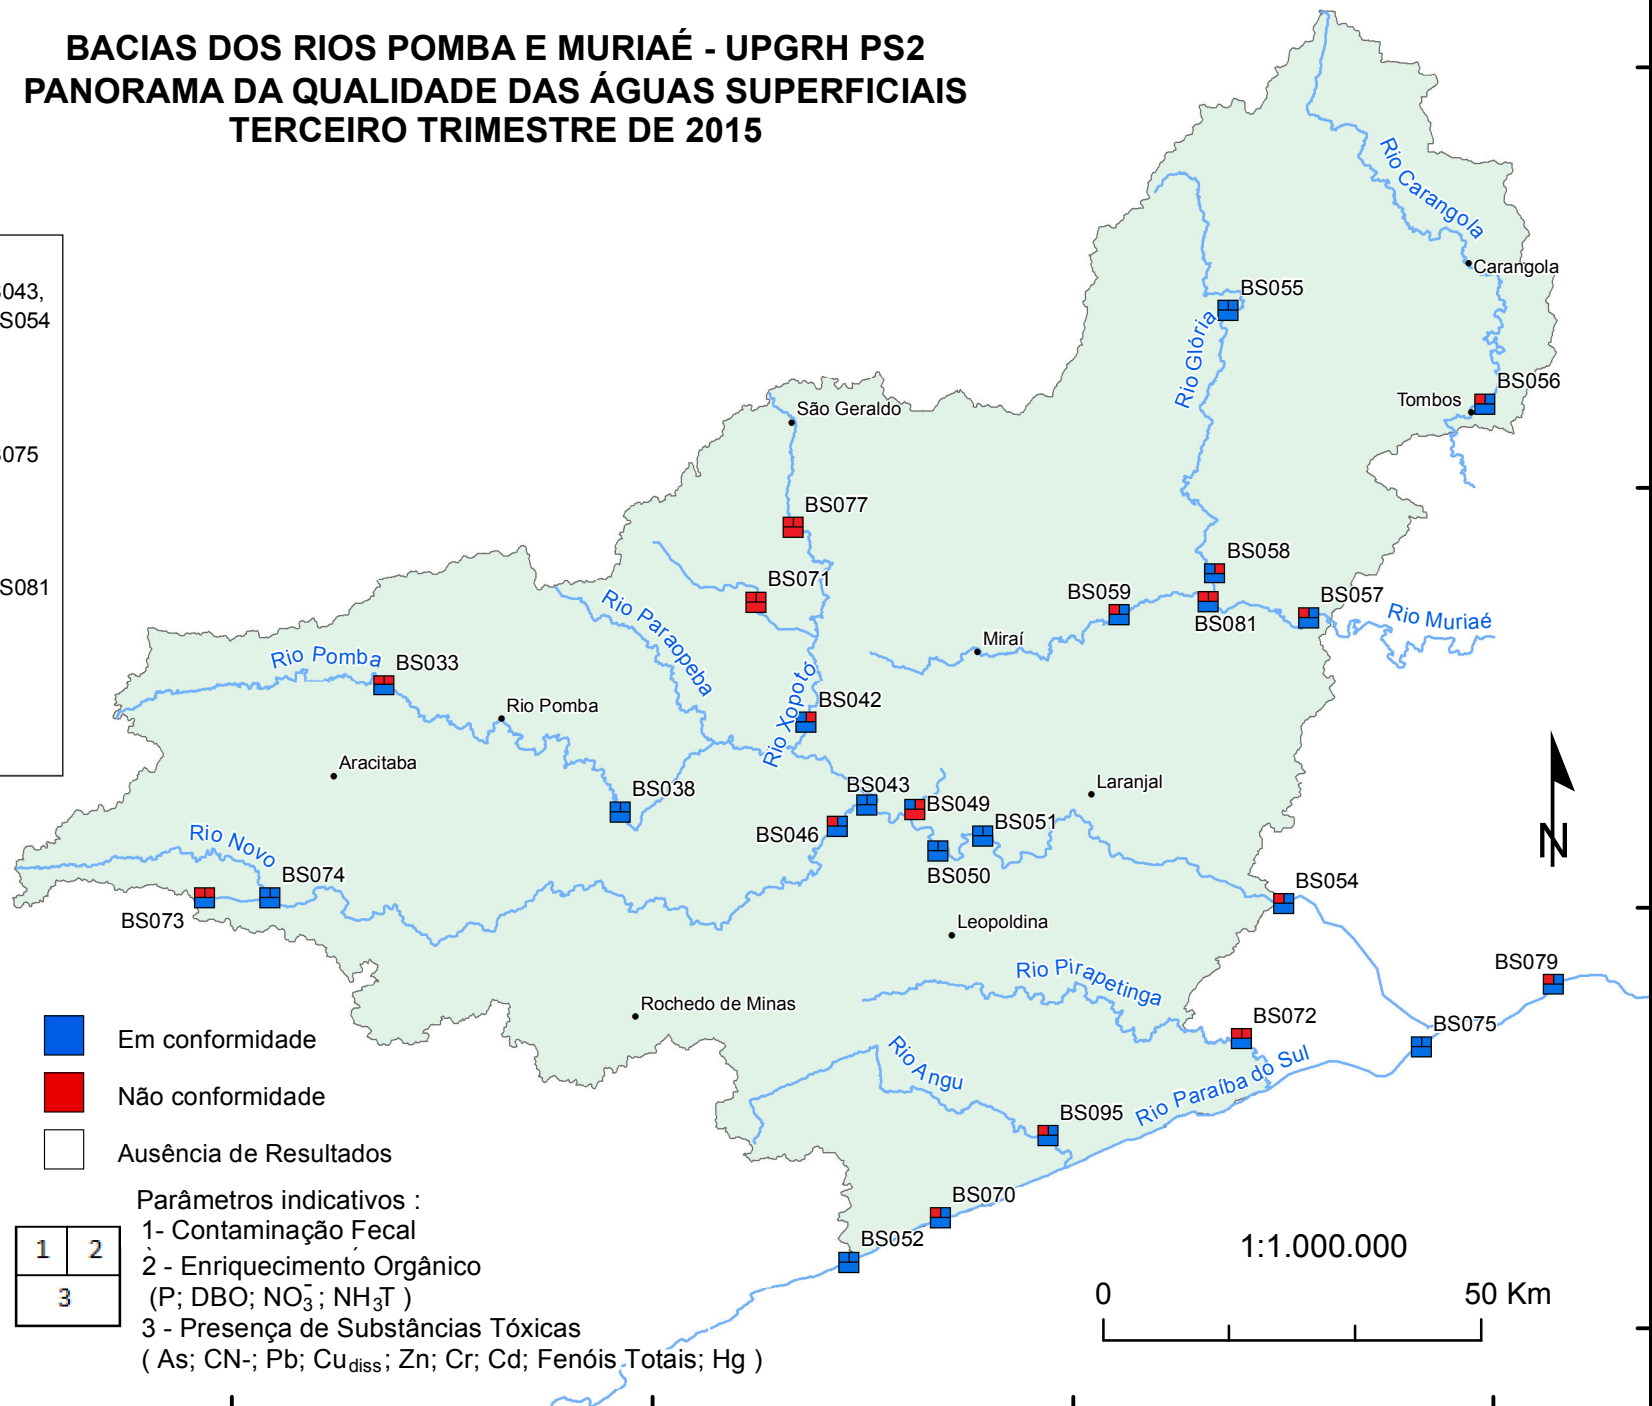 BACIAS DOS RIOS POMBA E MURIAÉ - UPGRH PS2
PANORAMA DA QUALIDADE DAS ÁGUAS SUPERFICIAIS
TERCEIRO TRIMESTRE DE 2015
S054
075
S081
Rio Carangola
Carangola
BS055
Rio Glória
BS056
Tombos
São Geraldo
BS077
BS071
BS058
BS059
BS081
BS057
Rio Muriaé
Miraí
Rio Paraopeba
Rio Pomba
BS033
Rio Pomba
Rio Xopotó
BS042
Aracitaba
BS038
BS043
BS049
Laranjal
BS046
BS051
BS050
Rio Novo
BS074
BS073
BS054
Leopoldina
Rio Pirapetinga
BS079
Rochedo de Minas
BS072
BS075
Rio Angu
Rio Paraíba do Sul
BS095
BS070
BS052
N
Em conformidade
Não conformidade
Ausência de Resultados
Parâmetros indicativos :
1- Contaminação Fecal
2 - Enriquecimento Orgânico
(P; DBO; NO3-; NH3T )
3 - Presença de Substâncias Tóxicas
( As; CN-; Pb; Cudiss; Zn; Cr; Cd; Fenóis Totais; Hg )
1 2
3
1:1.000.000
0 50 Km